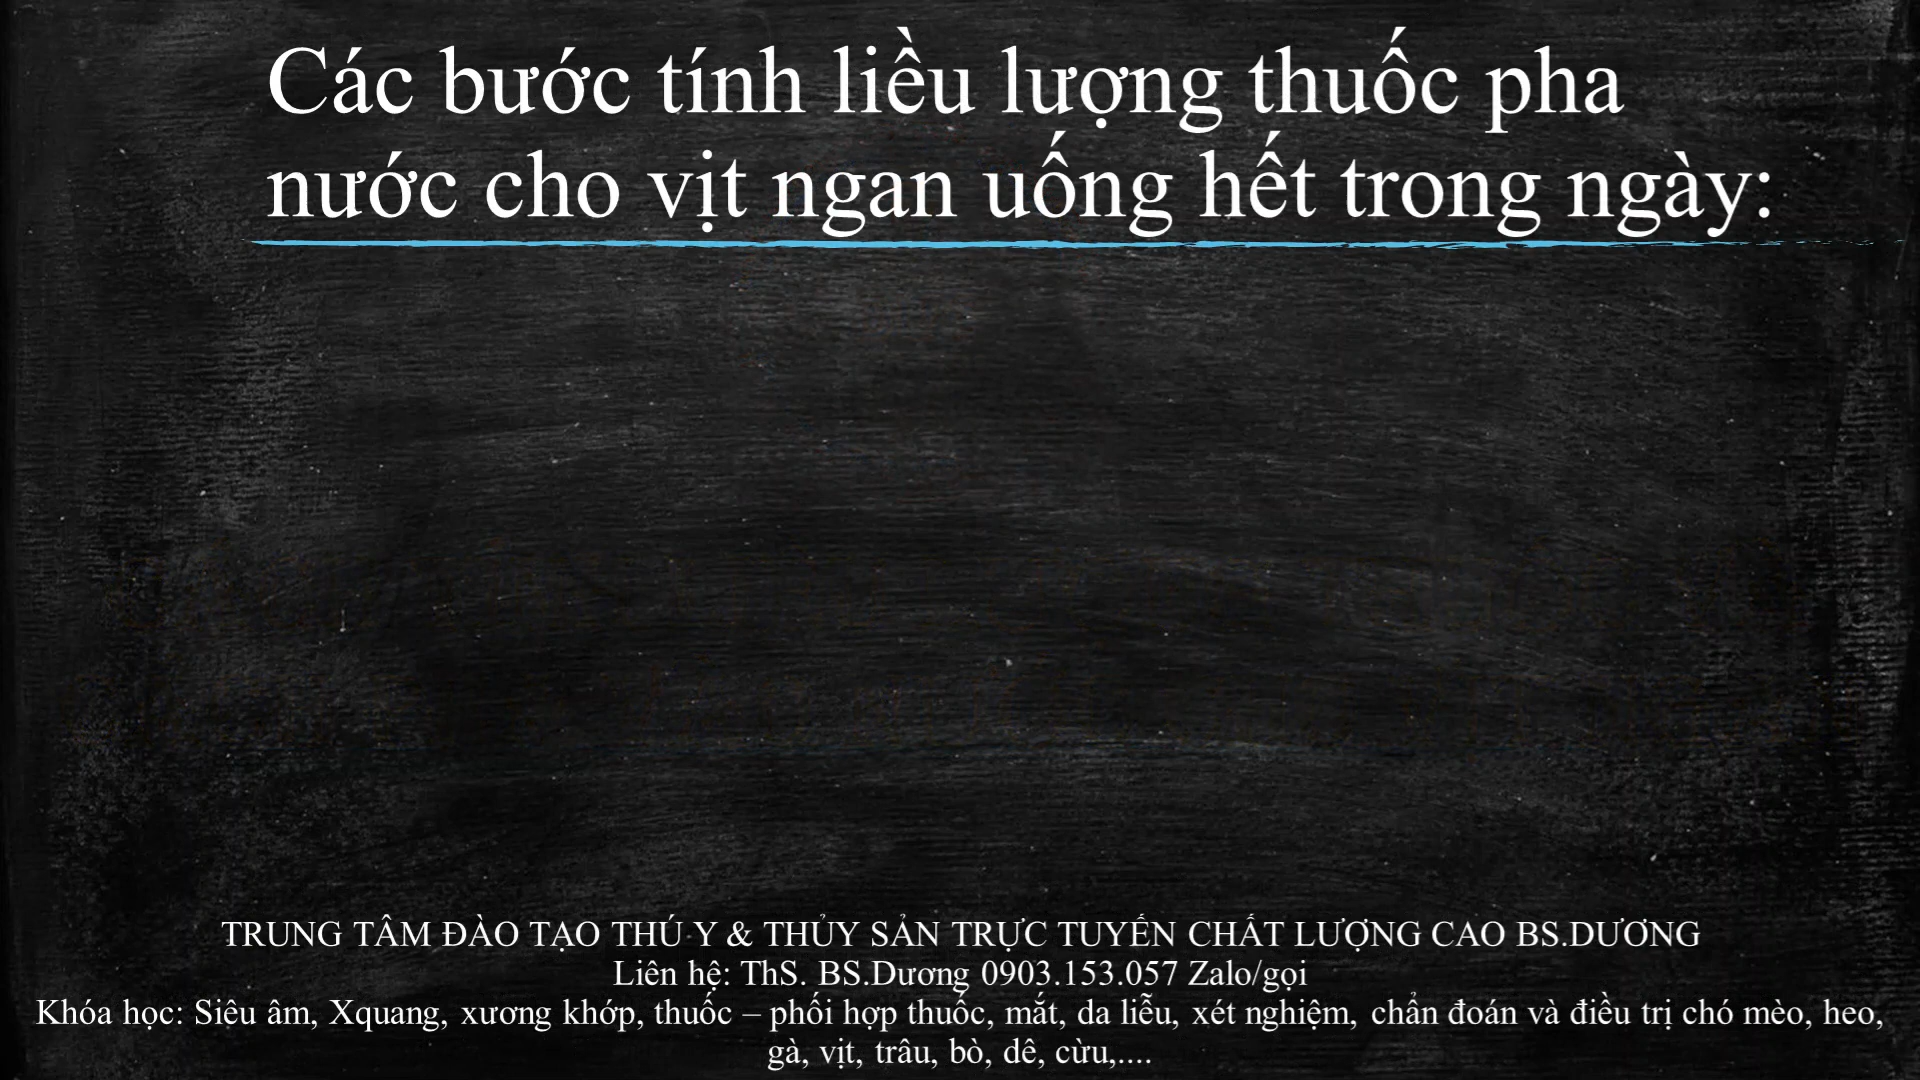 Các bước tính liều lượng thuốc pha
nước cho vịt ngan uống hết trong ngày:
TRUNG TÂM ĐÀO TẠO THÚ Y & THỦY SẢN TRỰC TUYẾN CHẤT LƯỢNG CAO BS.DƯƠNG
Liên hệ: ThS. BS.Dương 0903.153.057 Zalo/gọi
Khóa học: Siêu âm, Xquang, xương khớp, thuốc – phối hợp thuốc, mắt, da liễu, xét nghiệm, chẩn đoán và điều trị chó mèo, heo,
gà, vịt, trâu, bò, dê, cừu,....